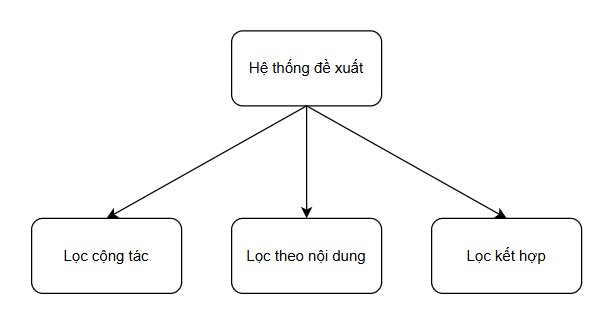 Hệ thống đề xuất
Lọc cộng tác
Lọc theo nội dung
Lọc kết hợp